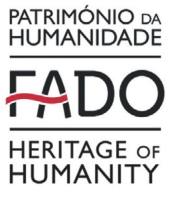 PATRIMÓNIO DA
HUMANIDADE
FADO
HERITAGE OF
HUMANITY